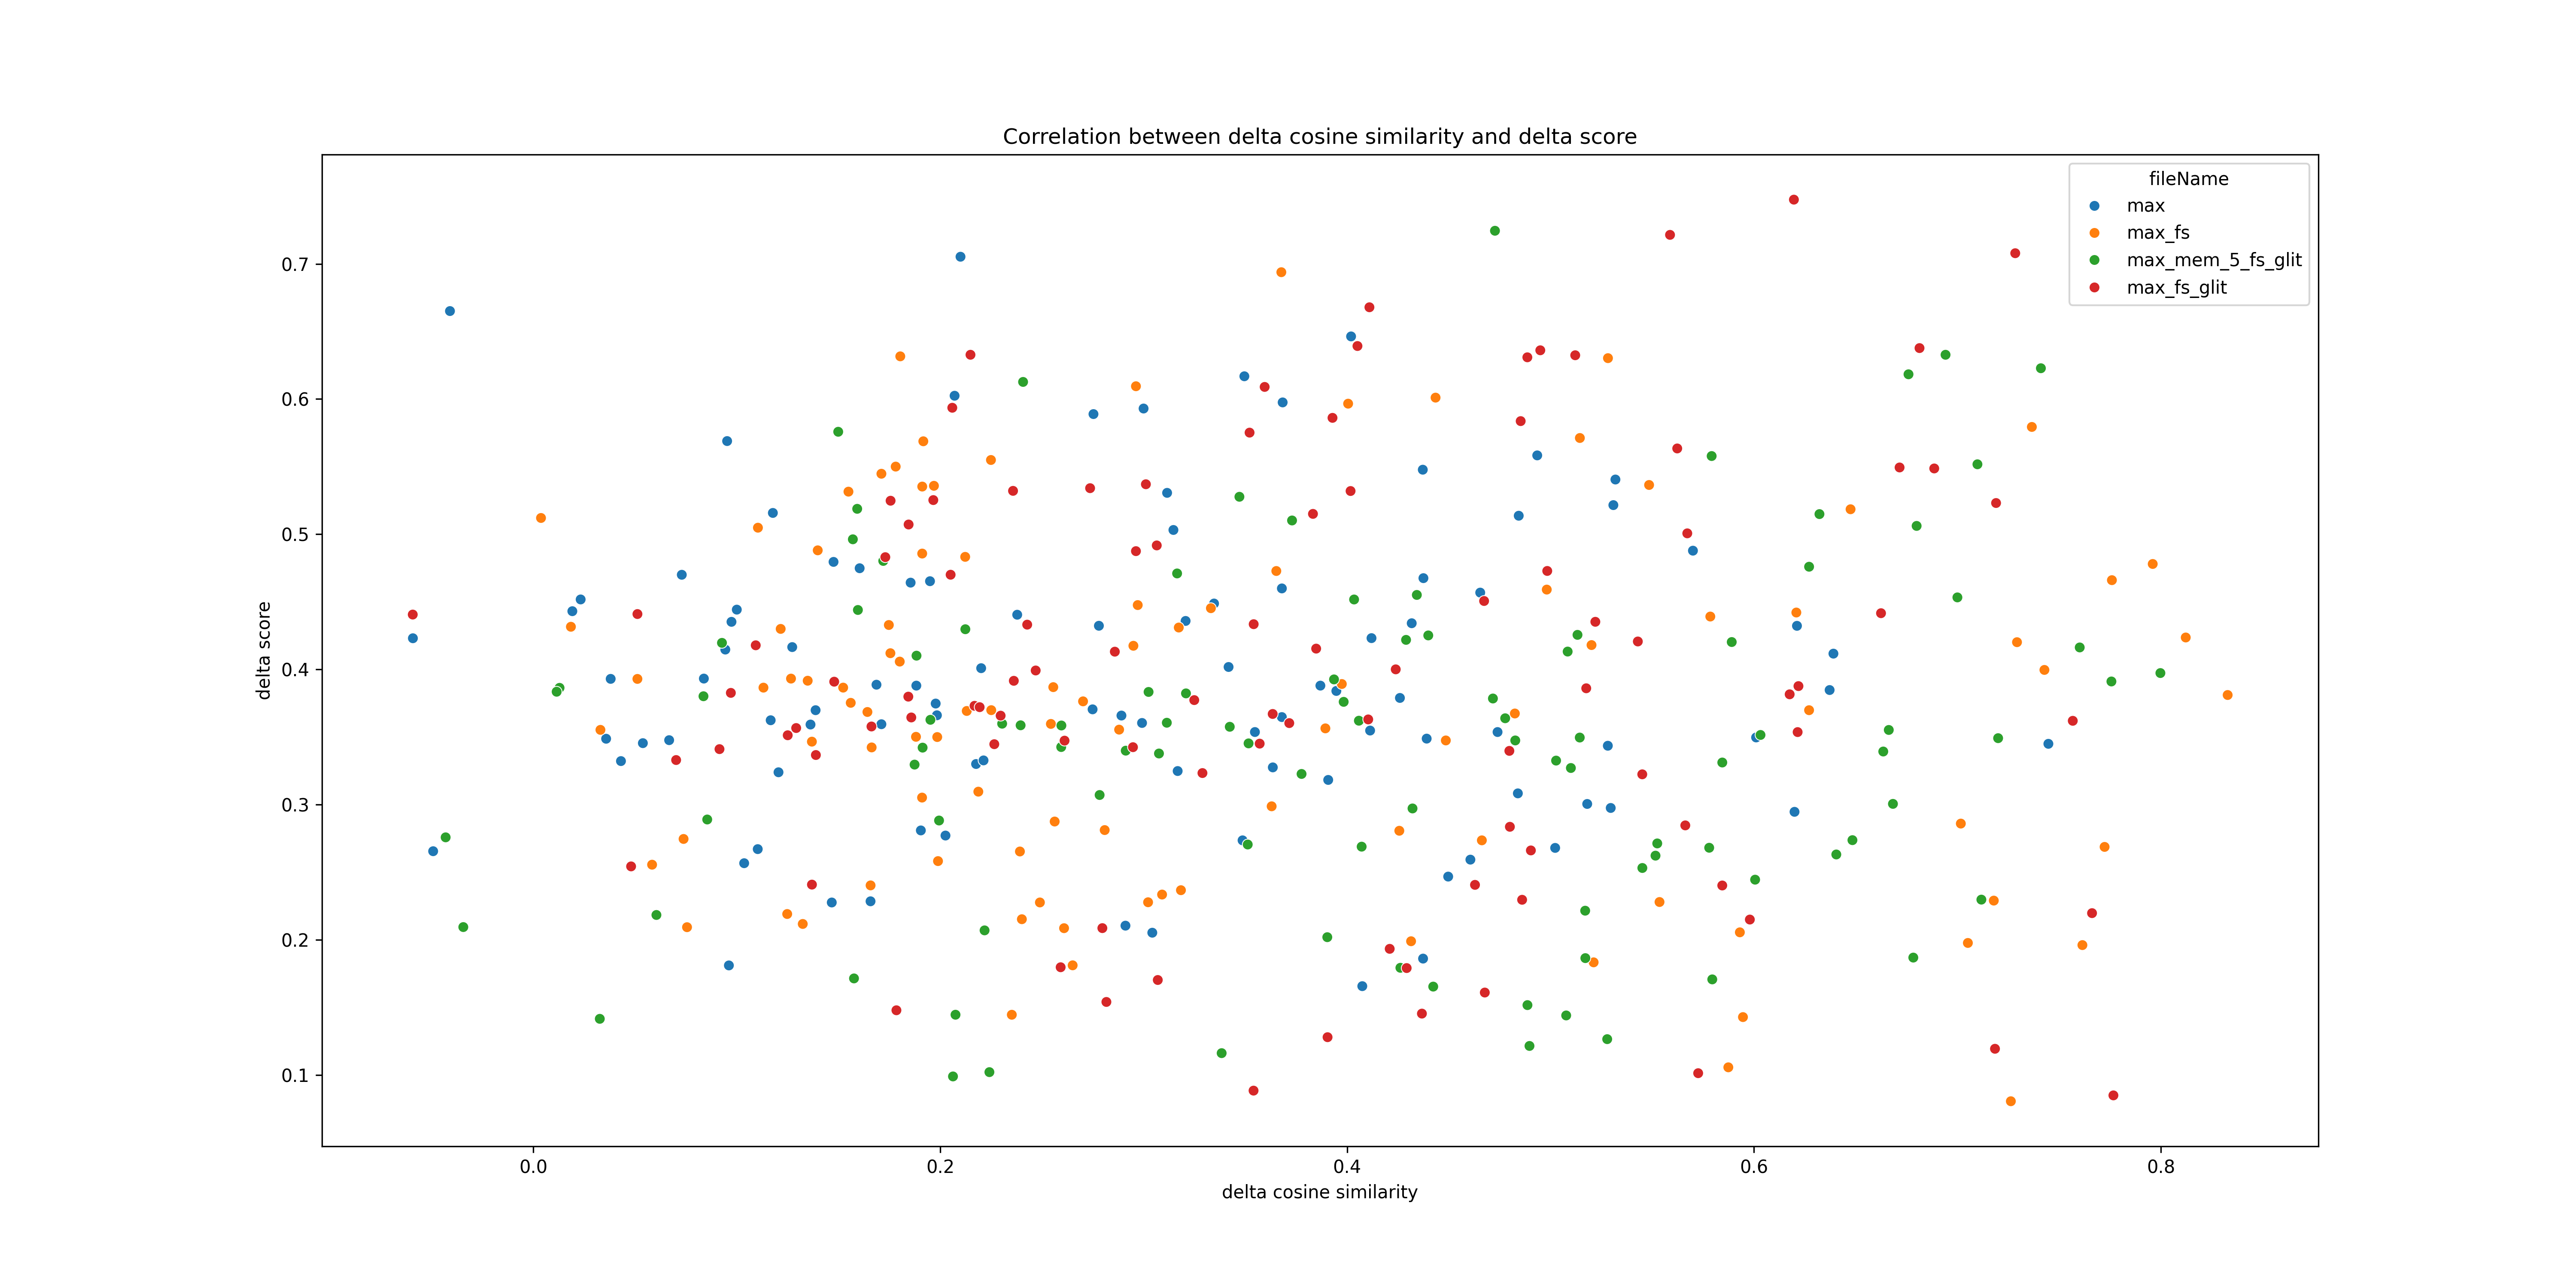 Correlation between delta cosine similarity and delta score
fileName
max
max_fs
max_mem_5_fs_glit
max_fs_glit
delta score
0.7
0.6
0.5
0.4
0.3
0.2
0.1
0.0
0.2
0.4
0.6
0.8
delta cosine similarity